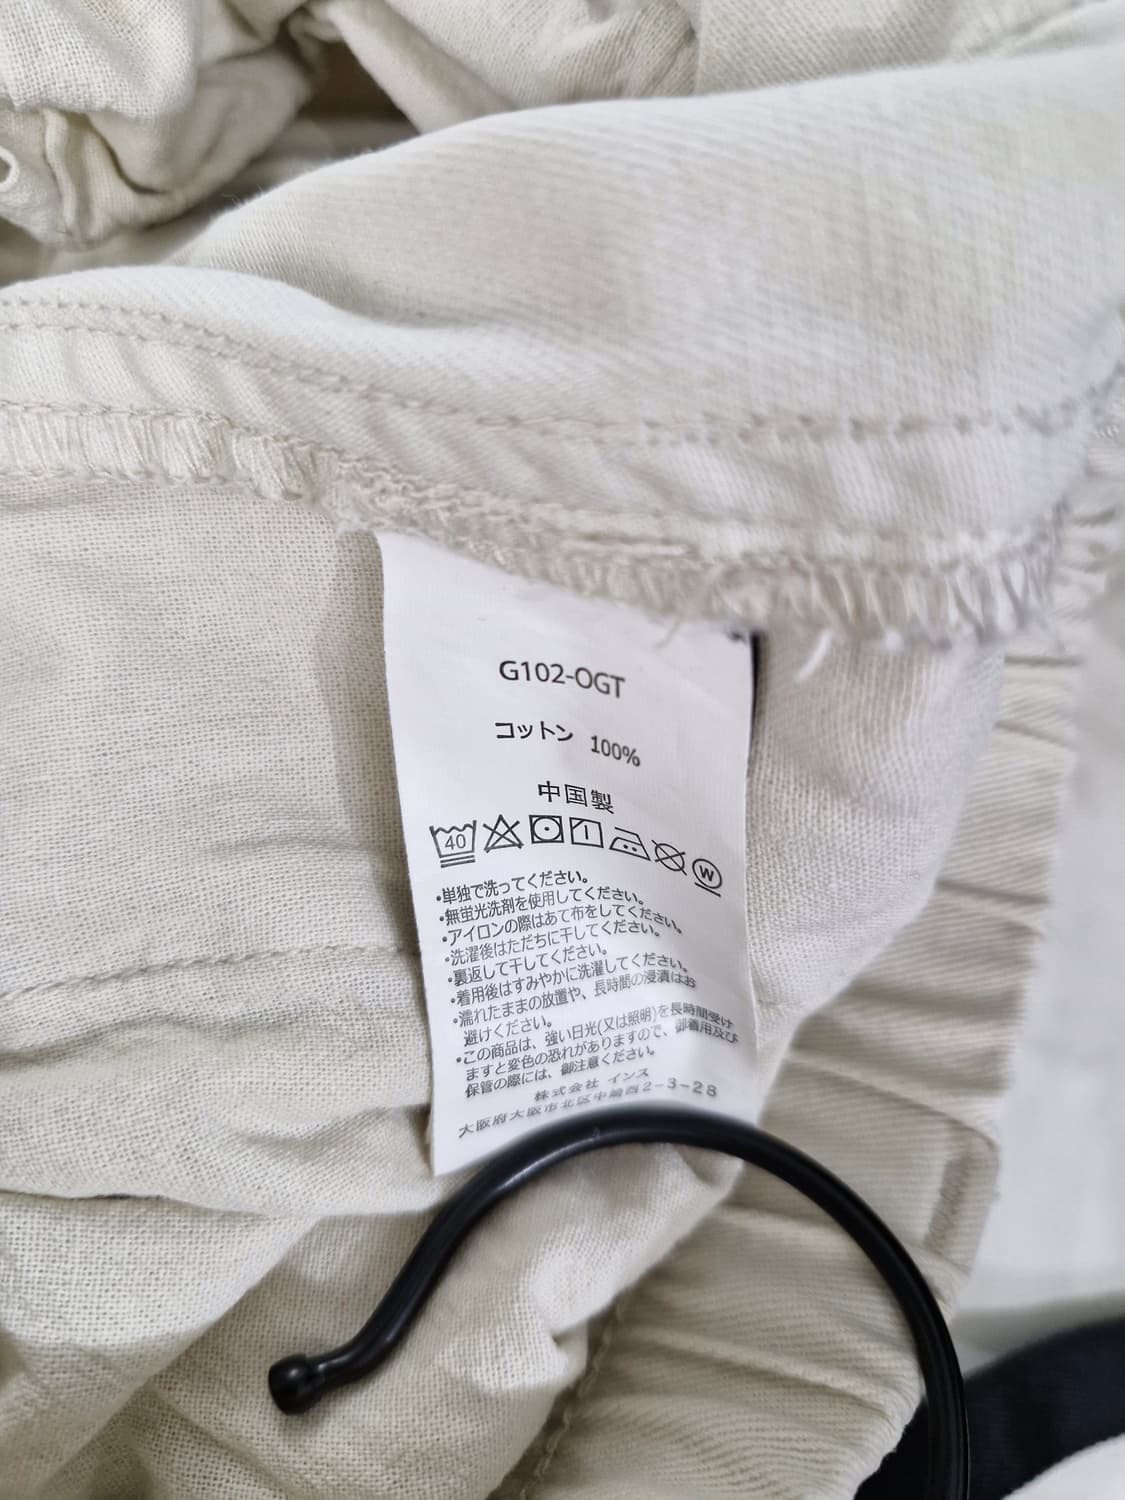 G102-OGT
コットン 100%
中国製
40 W
・単独で洗ってください。
・無蛍光洗剤を使用してください。
・アイロンの際はあて布をしてください。
・洗濯後はただちに干してください。
・裏返して干してください。
・着用後はすみやかに洗濯してください。
・濡れたままの放置や、長時間の浸漬はお
避けください。
・この商品は、強い日光(又は照明)を長時間受け
ますと変色の恐れがありますので、御着用及び
保管の際には、御注意ください。
株式会社 インス
大阪府大阪市北区中崎西2-3-28